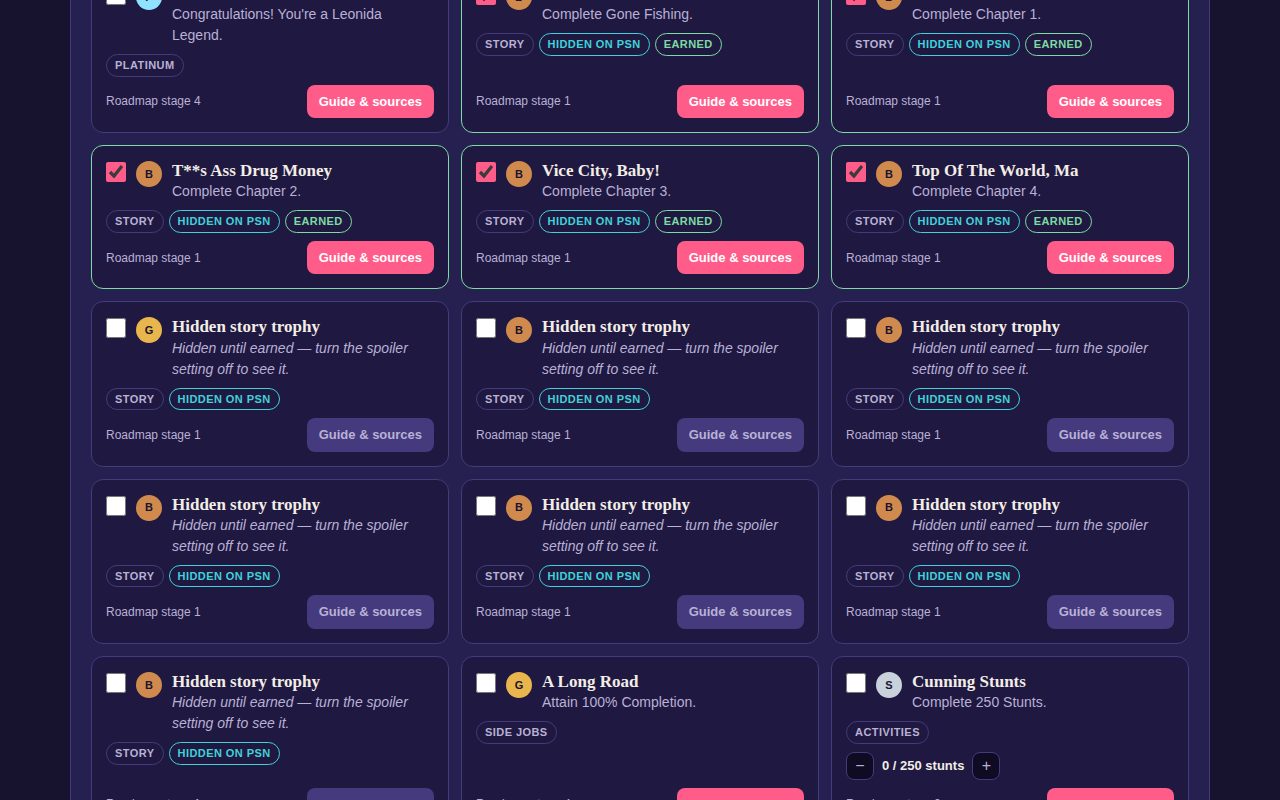 Congratulations! You're a Leonida
Legend.
PLATINUM
Roadmap stage 4
Guide & sources
Complete Gone Fishing.
STORY
HIDDEN ON PSN
EARNED
Roadmap stage 1
Guide & sources
Complete Chapter 1.
STORY
HIDDEN ON PSN
EARNED
Roadmap stage 1
Guide & sources
B
T**s Ass Drug Money
Complete Chapter 2.
STORY
HIDDEN ON PSN
EARNED
Roadmap stage 1
Guide & sources
B
Vice City, Baby!
Complete Chapter 3.
STORY
HIDDEN ON PSN
EARNED
Roadmap stage 1
Guide & sources
B
Top Of The World, Ma
Complete Chapter 4.
STORY
HIDDEN ON PSN
EARNED
Roadmap stage 1
Guide & sources
G
Hidden story trophy
Hidden until earned — turn the spoiler
setting off to see it.
STORY
HIDDEN ON PSN
Roadmap stage 1
Guide & sources
B
Hidden story trophy
Hidden until earned — turn the spoiler
setting off to see it.
STORY
HIDDEN ON PSN
Roadmap stage 1
Guide & sources
B
Hidden story trophy
Hidden until earned — turn the spoiler
setting off to see it.
STORY
HIDDEN ON PSN
Roadmap stage 1
Guide & sources
B
Hidden story trophy
Hidden until earned — turn the spoiler
setting off to see it.
STORY
HIDDEN ON PSN
Roadmap stage 1
Guide & sources
B
Hidden story trophy
Hidden until earned — turn the spoiler
setting off to see it.
STORY
HIDDEN ON PSN
Roadmap stage 1
Guide & sources
B
Hidden story trophy
Hidden until earned — turn the spoiler
setting off to see it.
STORY
HIDDEN ON PSN
Roadmap stage 1
Guide & sources
B
Hidden story trophy
Hidden until earned — turn the spoiler
setting off to see it.
STORY
HIDDEN ON PSN
G
A Long Road
Attain 100% Completion.
SIDE JOBS
S
Cunning Stunts
Complete 250 Stunts.
ACTIVITIES
− 0 / 250 stunts +